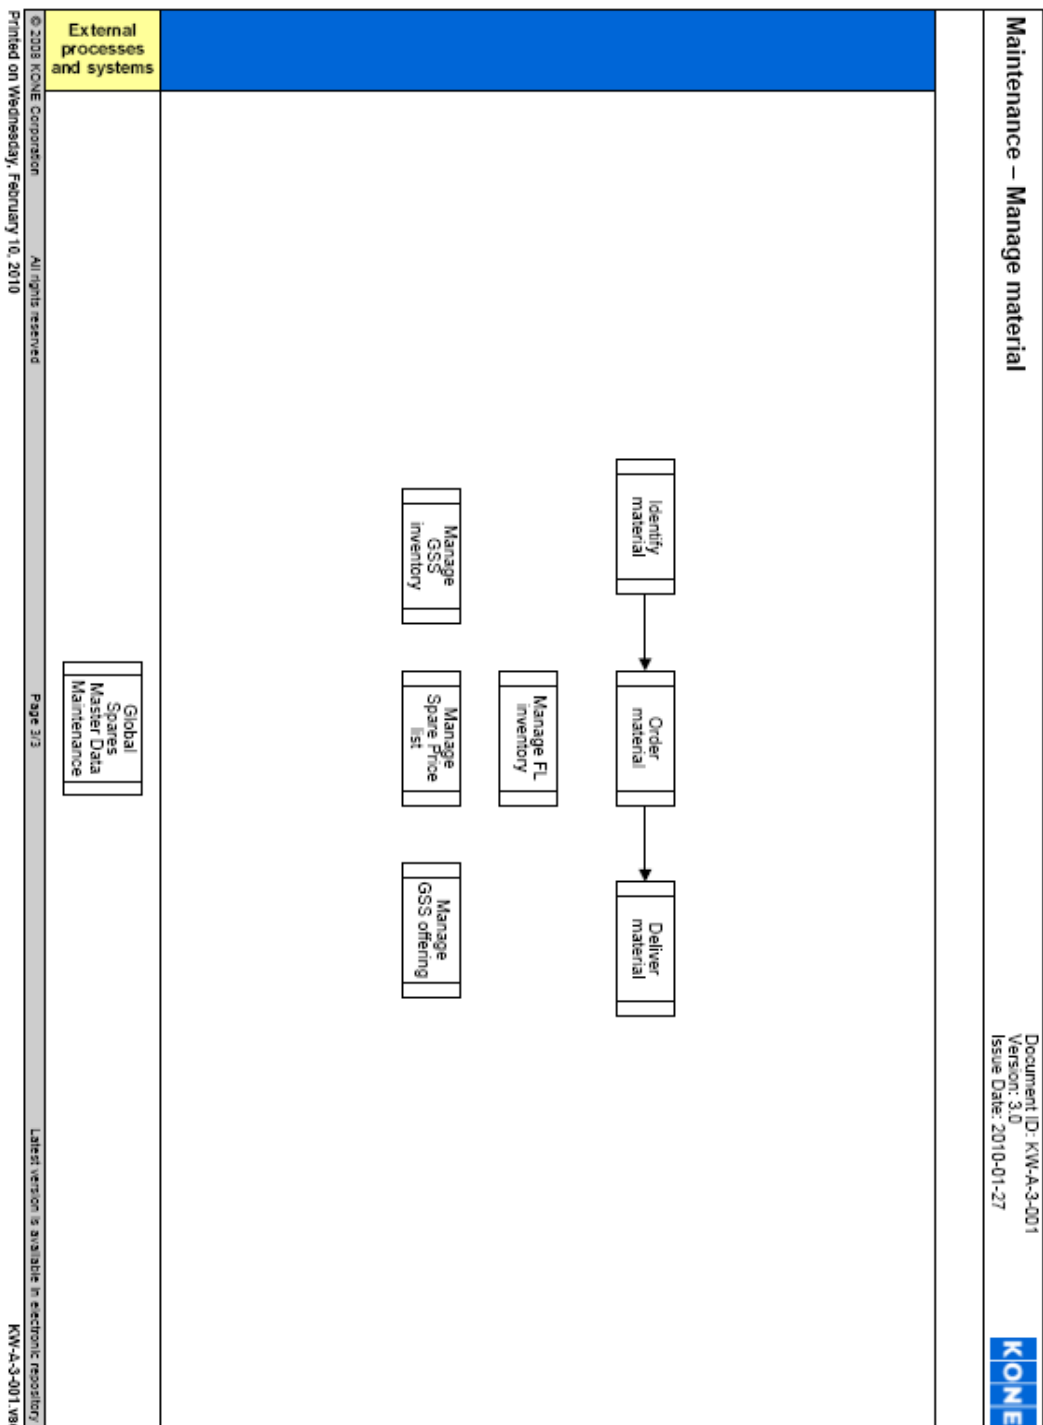 Maintenance – Manage material
Document ID: KW-A-3-001
Version: 3.0
Issue Date: 2010-01-27
KONE
Identify
material
Order
material
Deliver
material
Manage FL
inventory
Manage
GSS
inventory
Manage
Spare Price
list
Manage
GSS offering
External
processes
and systems
Global
Spares
Master Data
Maintenance
© 2008 KONE Corporation
All rights reserved
Page 3/3
Latest version is available in electronic repository
Printed on Wednesday, February 10, 2010